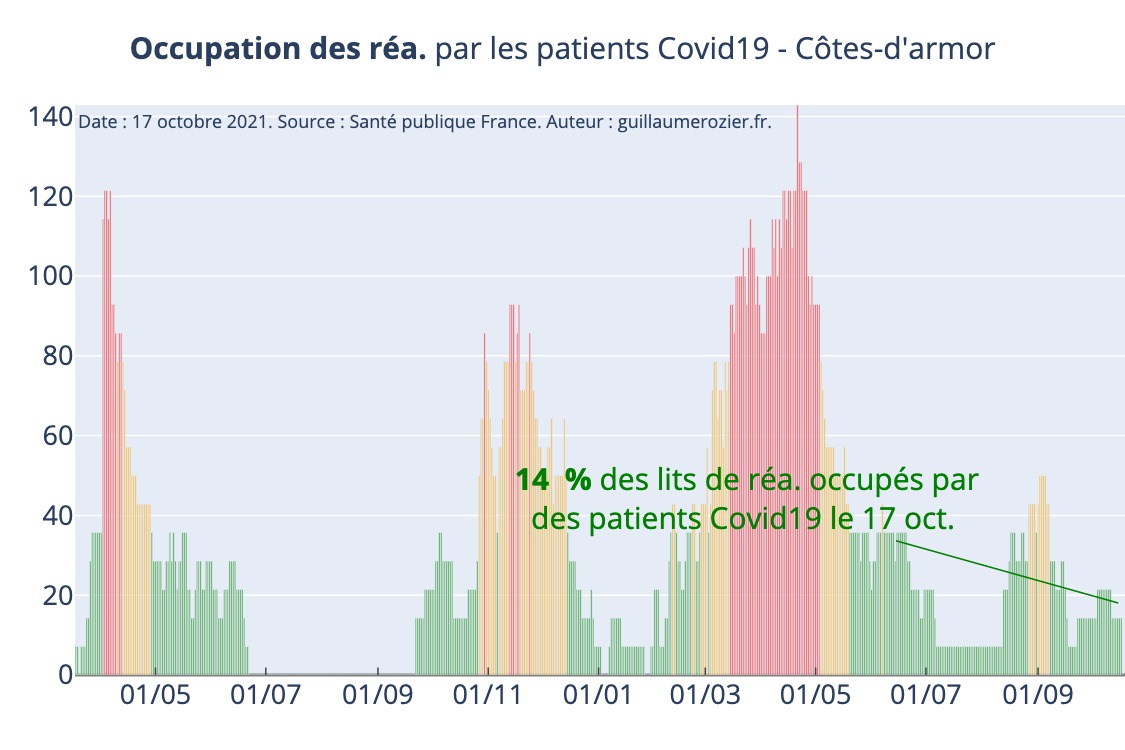 Occupation des réa. par les patients Covid19 - Côtes-d'armor
140
Date : 17 octobre 2021. Source : Santé publique France. Auteur : guillaumerozier.fr.
120
100
80
60
14 % des lits de réa. occupés par
des patients Covid19 le 17 oct.
40
20
0
01/05 01/07 01/09 01/11 01/01 01/03 01/05 01/07 01/09